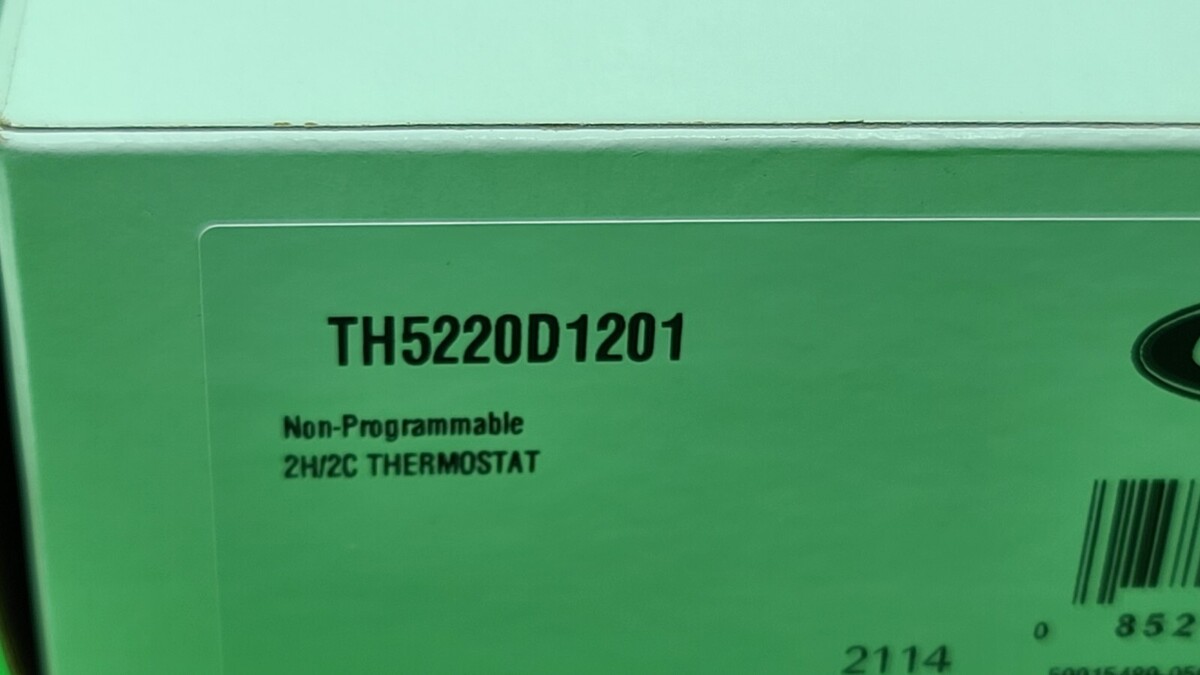 TH5220D1201
Non-Programmable
2H/2C THERMOSTAT
0 852
2114